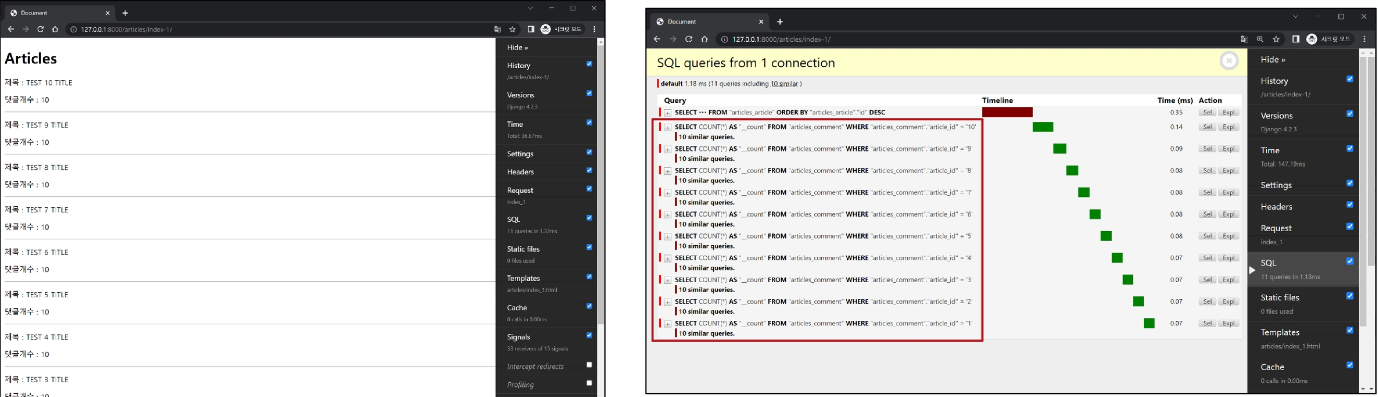 Document
127.0.0.1:8000/articles/index-1/
시크릿 모드
Articles
제목 : TEST 10 TITLE
댓글개수 : 10
제목 : TEST 9 TITLE
댓글개수 : 10
제목 : TEST 8 TITLE
댓글개수 : 10
제목 : TEST 7 TITLE
댓글개수 : 10
제목 : TEST 6 TITLE
댓글개수 : 10
제목 : TEST 5 TITLE
댓글개수 : 10
제목 : TEST 4 TITLE
댓글개수 : 10
제목 : TEST 3 TITLE
댓글개수 : 10
Hide »
History
/articles/index-1/
Versions
Django 4.2.3
Time
Settings
Headers
Request
index_1
SQL
Static files
0 files used
Templates
articles/index_1.html
Cache
0 calls in 0.00ms
Signals
33 receivers of 15 signals
Intercept redirects
Profiling
Document
127.0.0.1:8000/articles/index-1/
시크릿 모드
SQL queries from 1 connection
default 1.18 ms (11 queries including 10 similar )
Query Timeline Time (ms) Action
+ SELECT ••• FROM "articles_article" ORDER BY "articles_article"."id" DESC 0.35 Sel Expl
+ SELECT COUNT(*) AS "__count" FROM "articles_comment" WHERE "articles_comment"."article_id" = '10' 0.14 Sel Expl
10 similar queries.
+ SELECT COUNT(*) AS "__count" FROM "articles_comment" WHERE "articles_comment"."article_id" = '9' 0.09 Sel Expl
10 similar queries.
+ SELECT COUNT(*) AS "__count" FROM "articles_comment" WHERE "articles_comment"."article_id" = '8' 0.08 Sel Expl
10 similar queries.
+ SELECT COUNT(*) AS "__count" FROM "articles_comment" WHERE "articles_comment"."article_id" = '7' 0.08 Sel Expl
10 similar queries.
+ SELECT COUNT(*) AS "__count" FROM "articles_comment" WHERE "articles_comment"."article_id" = '6' 0.08 Sel Expl
10 similar queries.
+ SELECT COUNT(*) AS "__count" FROM "articles_comment" WHERE "articles_comment"."article_id" = '5' 0.08 Sel Expl
10 similar queries.
+ SELECT COUNT(*) AS "__count" FROM "articles_comment" WHERE "articles_comment"."article_id" = '4' 0.07 Sel Expl
10 similar queries.
+ SELECT COUNT(*) AS "__count" FROM "articles_comment" WHERE "articles_comment"."article_id" = '3' 0.07 Sel Expl
10 similar queries.
+ SELECT COUNT(*) AS "__count" FROM "articles_comment" WHERE "articles_comment"."article_id" = '2' 0.07 Sel Expl
10 similar queries.
+ SELECT COUNT(*) AS "__count" FROM "articles_comment" WHERE "articles_comment"."article_id" = '1' 0.07 Sel Expl
10 similar queries.
Hide »
History
/articles/index-1/
Versions
Django 4.2.3
Time
Total: 147.19ms
Settings
Headers
Request
index_1
SQL
11 queries in 1.18ms
Static files
0 files used
Templates
articles/index_1.html
Cache
0 calls in 0.00ms